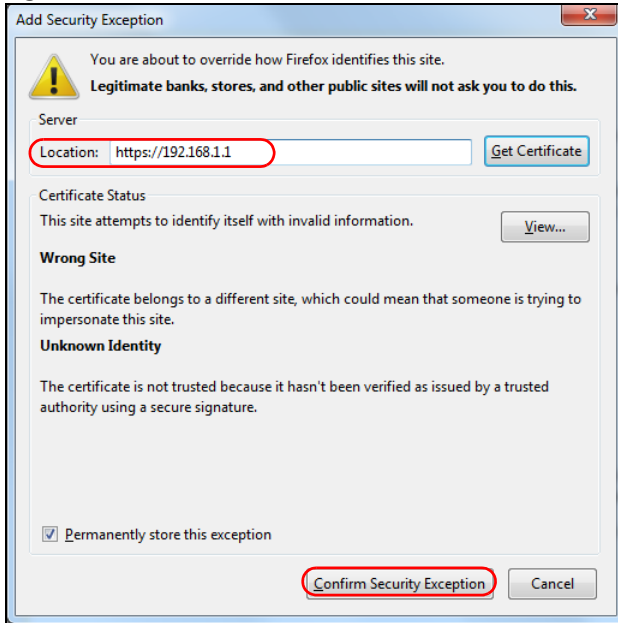 Add Security Exception
You are about to override how Firefox identifies this site.
Legitimate banks, stores, and other public sites will not ask you to do this.
Server
Location: https://192.168.1.1 Get Certificate
Certificate Status
This site attempts to identify itself with invalid information. View...
Wrong Site
The certificate belongs to a different site, which could mean that someone is trying to
impersonate this site.
Unknown Identity
The certificate is not trusted because it hasn't been verified as issued by a trusted
authority using a secure signature.
Permanently store this exception
Confirm Security Exception Cancel